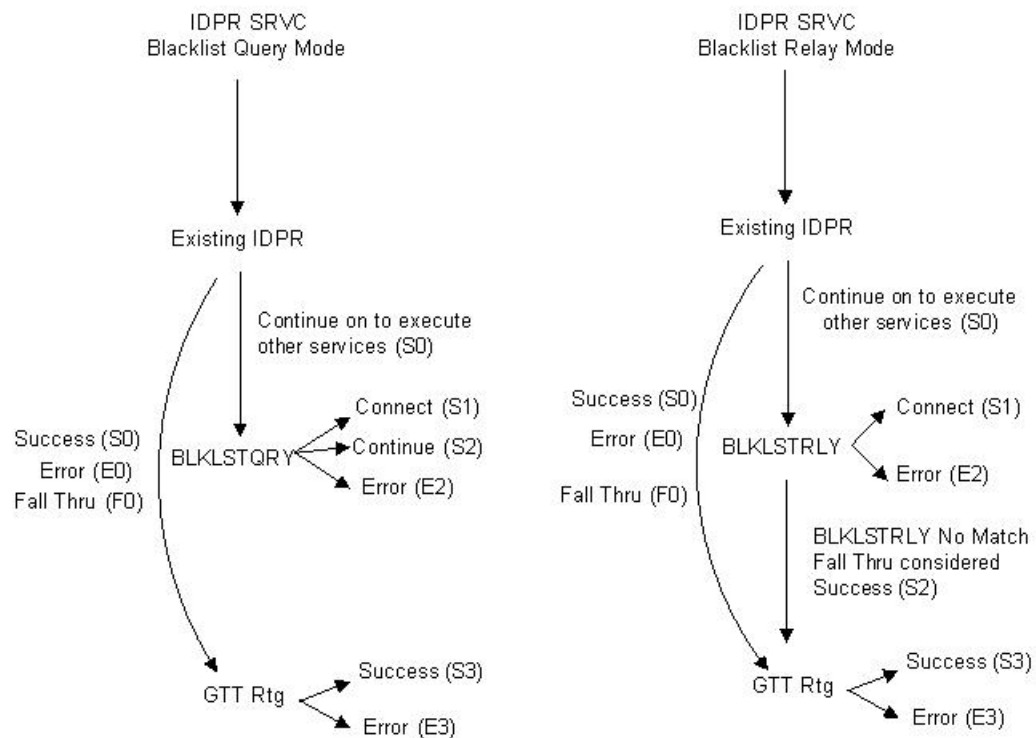 IDPR SRVC
Blacklist Query Mode
Existing IDPR
Continue on to execute
other services (S0)
Connect (S1)
Success (S0)
BLKLSTQRY
Continue (S2)
Error (E0)
Error (E2)
Fall Thru (F0)
Success (S3)
GTT Rtg
Error (E3)
IDPR SRVC
Blacklist Relay Mode
Existing IDPR
Continue on to execute
other services (S0)
Success (S0)
Connect (S1)
Error (E0)
BLKLSTRLY
Error (E2)
Fall Thru (F0)
BLKLSTRLY No Match
Fall Thru considered
Success (S2)
Success (S3)
GTT Rtg
Error (E3)